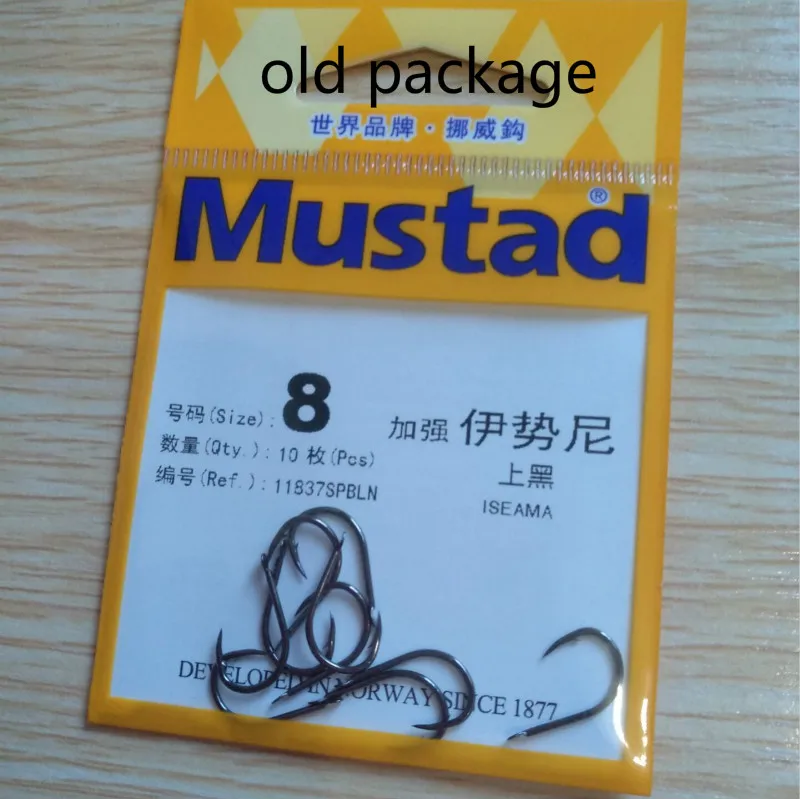 old package
世界品牌·挪威鈎
Mustad®
号码(Size): 8
数量(Qty.): 10 枚(Pcs)
编号(Ref.): 11837SPBLN
加强 伊势尼
上黑
ISEAMA
DEVELOPED IN NORWAY SINCE 1877